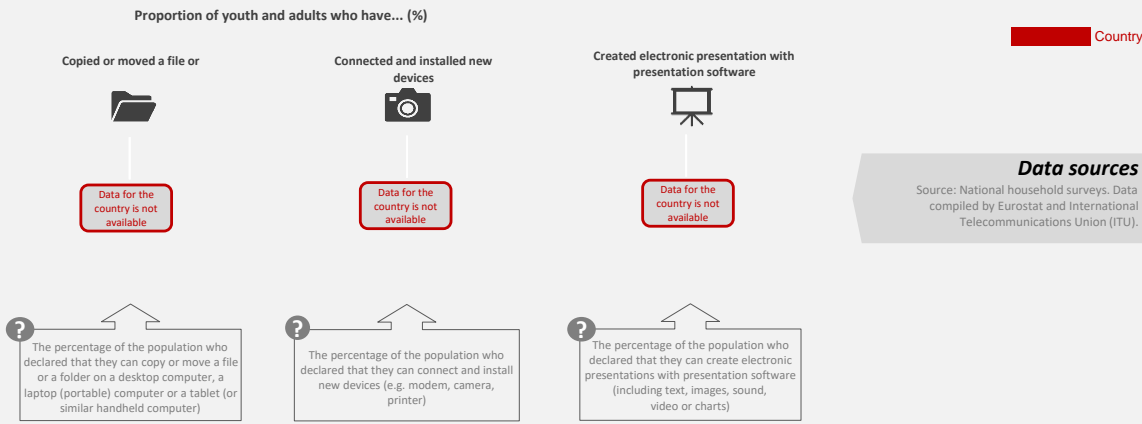 Proportion of youth and adults who have... (%)
Country
Copied or moved a file or
Connected and installed new
devices
Created electronic presentation with
presentation software
Data for the
country is not
available
Data for the
country is not
available
Data for the
country is not
available
Data sources
Source: National household surveys. Data
compiled by Eurostat and International
Telecommunications Union (ITU).
?
The percentage of the population who
declared that they can copy or move a file
or a folder on a desktop computer, a
laptop (portable) computer or a tablet (or
similar handheld computer)
?
The percentage of the population who
declared that they can connect and install
new devices (e.g. modem, camera,
printer)
?
The percentage of the population who
declared that they can create electronic
presentations with presentation software
(including text, images, sound,
video or charts)